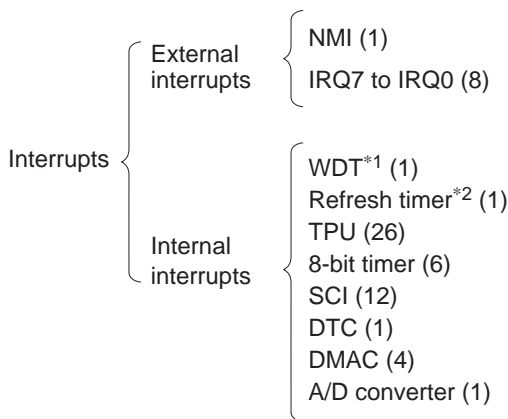 Interrupts
External
interrupts
NMI (1)
IRQ7 to IRQ0 (8)
Internal
interrupts
WDT*1 (1)
Refresh timer*2 (1)
TPU (26)
8-bit timer (6)
SCI (12)
DTC (1)
DMAC (4)
A/D converter (1)